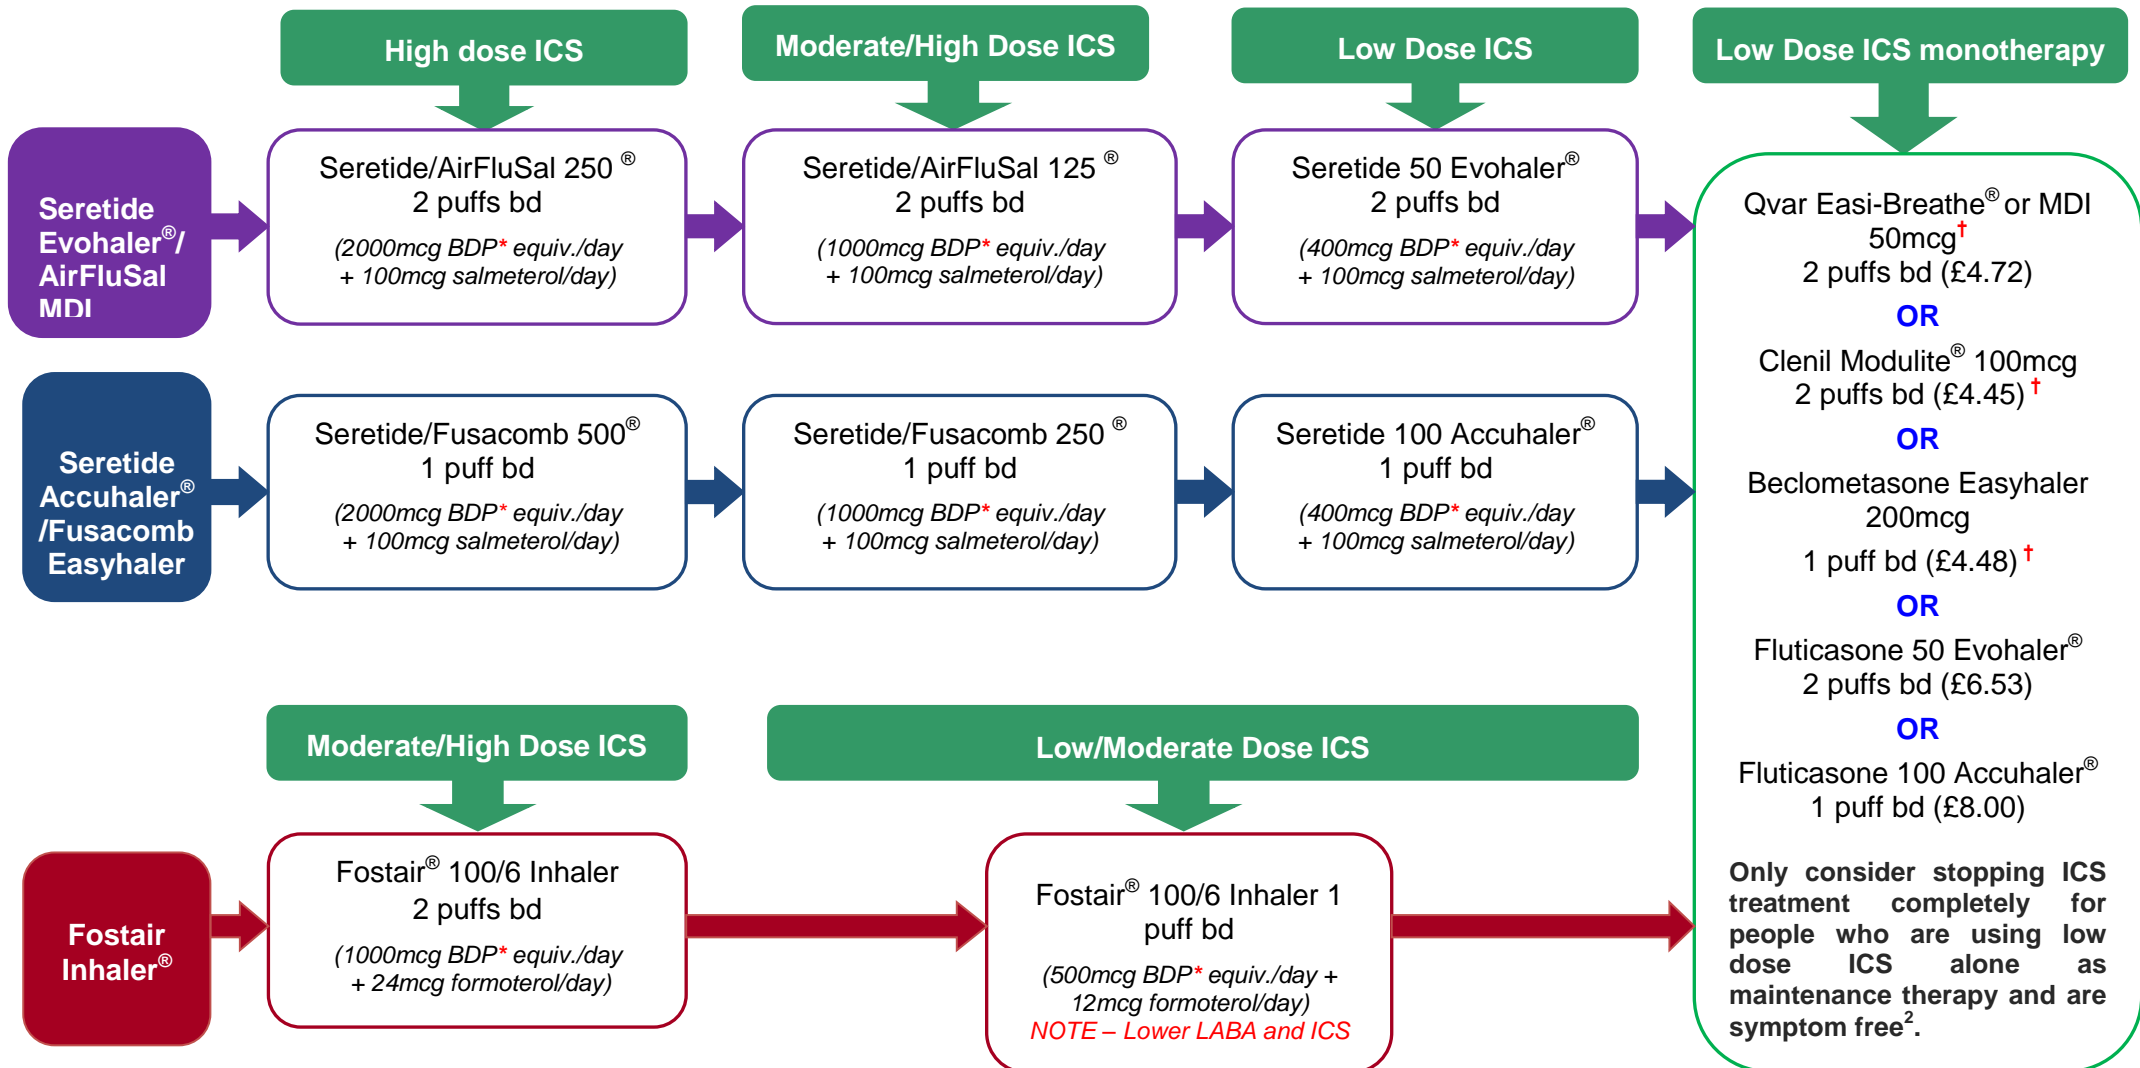 High dose ICS
Moderate/High Dose ICS
Low Dose ICS
Low Dose ICS monotherapy
Seretide
Evohaler®/
AirFluSal
MDI
Seretide/AirFluSal 250 ®
2 puffs bd
(2000mcg BDP* equiv./day
+ 100mcg salmeterol/day)
Seretide/AirFluSal 125 ®
2 puffs bd
(1000mcg BDP* equiv./day
+ 100mcg salmeterol/day)
Seretide 50 Evohaler®
2 puffs bd
(400mcg BDP* equiv./day
+ 100mcg salmeterol/day)
Seretide
Accuhaler®
/Fusacomb
Easyhaler
Seretide/Fusacomb 500®
1 puff bd
(2000mcg BDP* equiv./day
+ 100mcg salmeterol/day)
Seretide/Fusacomb 250 ®
1 puff bd
(1000mcg BDP* equiv./day
+ 100mcg salmeterol/day)
Seretide 100 Accuhaler®
1 puff bd
(400mcg BDP* equiv./day
+ 100mcg salmeterol/day)
Moderate/High Dose ICS
Low/Moderate Dose ICS
Fostair
Inhaler®
Fostair® 100/6 Inhaler
2 puffs bd
(1000mcg BDP* equiv./day
+ 24mcg formoterol/day)
Fostair® 100/6 Inhaler 1
puff bd
(500mcg BDP* equiv./day +
12mcg formoterol/day)
NOTE – Lower LABA and ICS
Qvar Easi-Breathe® or MDI
50mcg†
2 puffs bd (£4.72)
OR
Clenil Modulite® 100mcg
2 puffs bd (£4.45) †
OR
Beclometasone Easyhaler
200mcg
1 puff bd (£4.48) †
OR
Fluticasone 50 Evohaler®
2 puffs bd (£6.53)
OR
Fluticasone 100 Accuhaler®
1 puff bd (£8.00)
Only consider stopping ICS
treatment completely for
people who are using low
dose ICS alone as
maintenance therapy and are
symptom free².